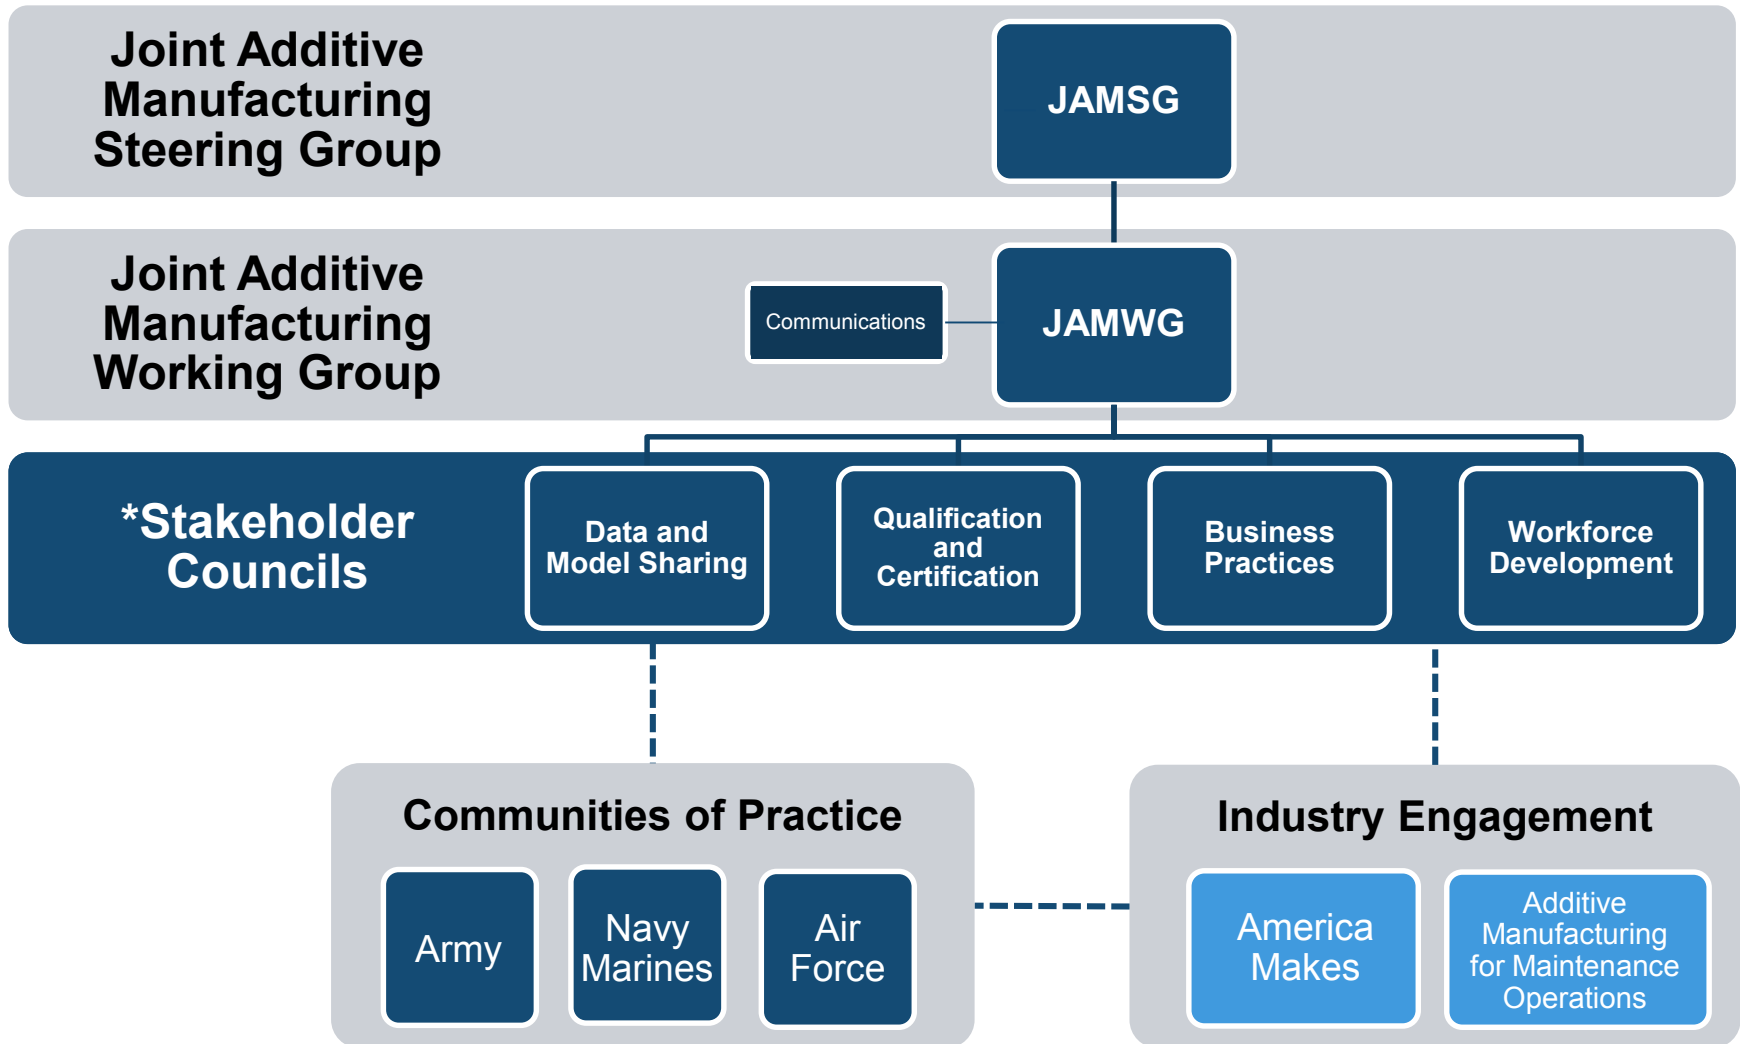 Joint Additive
Manufacturing
Steering Group
JAMSG
Joint Additive
Manufacturing
Working Group
Communications
JAMWG
*Stakeholder
Councils
Data and
Model Sharing
Qualification
and
Certification
Business
Practices
Workforce
Development
Communities of Practice
Army
Navy
Marines
Air
Force
Industry Engagement
America
Makes
Additive
Manufacturing
for Maintenance
Operations